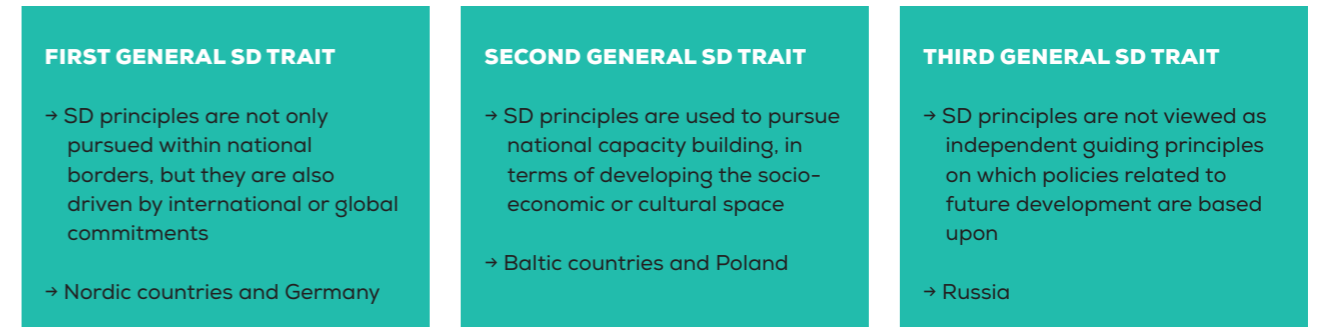 FIRST GENERAL SD TRAIT
→ SD principles are not only
pursued within national
borders, but they are also
driven by international or global
commitments
→ Nordic countries and Germany
SECOND GENERAL SD TRAIT
→ SD principles are used to pursue
national capacity building, in
terms of developing the socio-
economic or cultural space
→ Baltic countries and Poland
THIRD GENERAL SD TRAIT
→ SD principles are not viewed as
independent guiding principles
on which policies related to
future development are based
upon
→ Russia